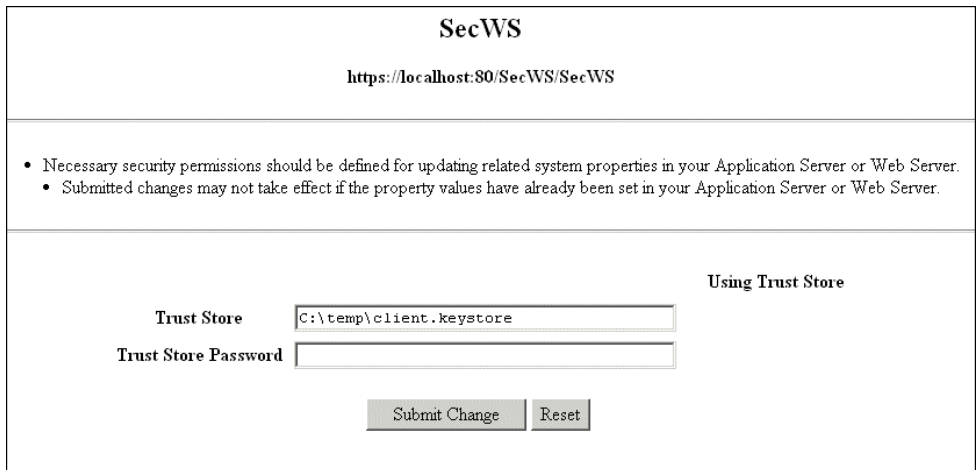 SecWS
https://localhost:80/SecWS/SecWS
• Necessary security permissions should be defined for updating related system properties in your Application Server or Web Server.
• Submitted changes may not take effect if the property values have already been set in your Application Server or Web Server.
Using Trust Store
Trust Store C:\temp\client.keystore
Trust Store Password
Submit Change Reset